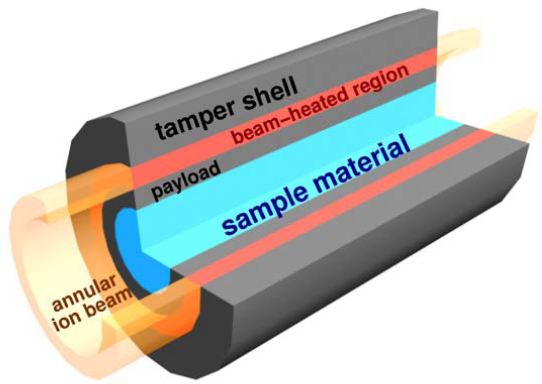 tamper shell
beam-heated region
payload
sample material
annular
ion beam